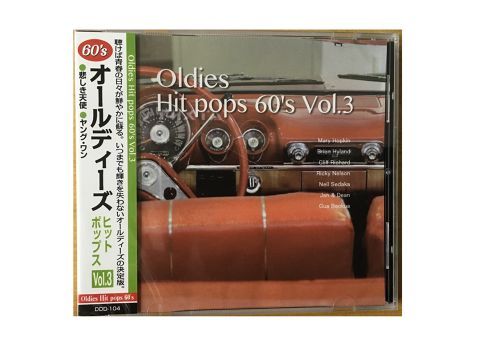 60's
オールディーズ
ヒット
ポップス
Vol.3
●悲しき天使 ●ヤング・ワン
聴けば青春の日々が鮮やかに蘇る。いつまでも輝きを失わないオールディーズの決定版。
Oldies Hit pops 60's
DDD-104
Oldies Hit pops 60's Vol.3
Oldies
Hit pops 60's Vol.3
Mary Hopkin
Brian Hyland
Cliff Richard
Ricky Nelson
Neil Sedaka
Jan & Dean